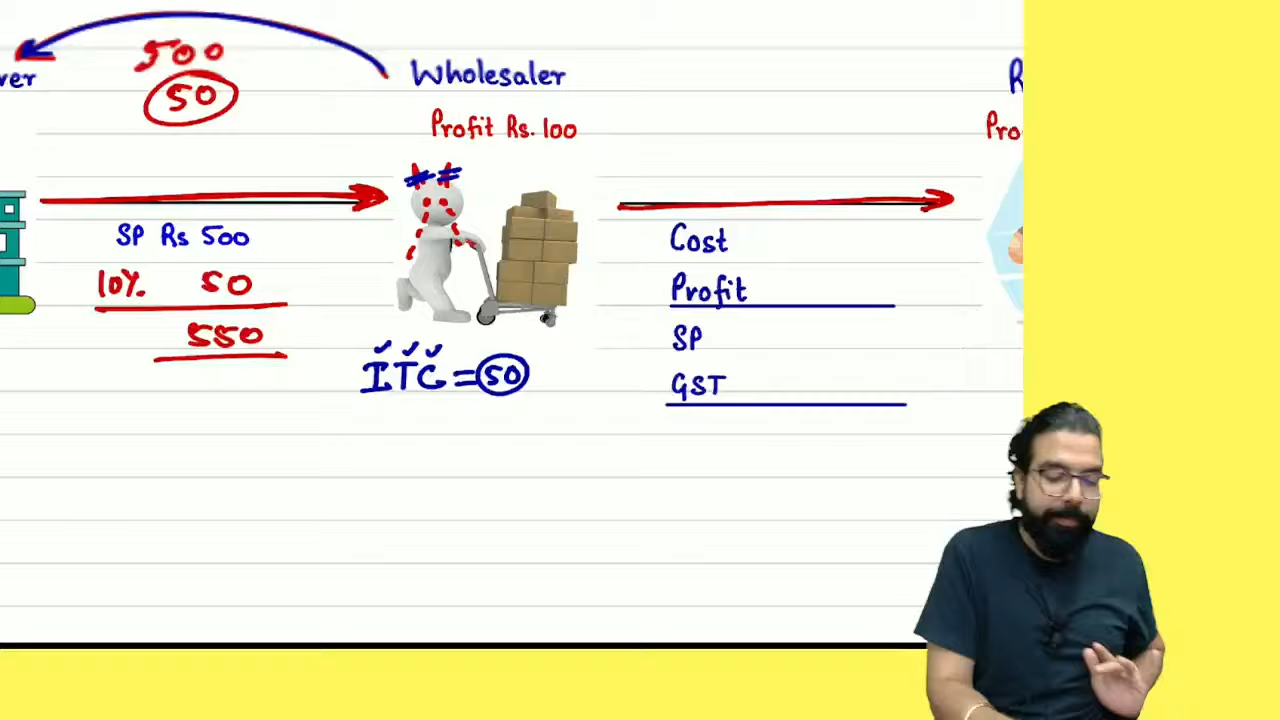 500
50
ver
Wholesaler
Profit Rs. 100
R
Pro
SP Rs 500
10% 50
550
ITC = 50
Cost
Profit
SP
GST